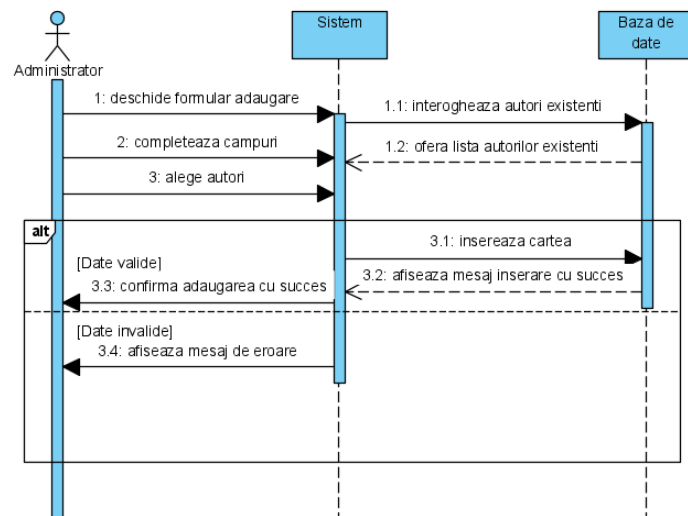 Sistem
Baza de
date
Administrator
1: deschide formular adaugare
1.1: interogheaza autori existenti
2: completeaza campuri
1.2: ofera lista autorilor existenti
3: alege autori
alt
3.1: insereaza cartea
[Date valide]
3.2: afiseaza mesaj inserare cu succes
3.3: confirma adaugarea cu succes
[Date invalide]
3.4: afiseaza mesaj de eroare